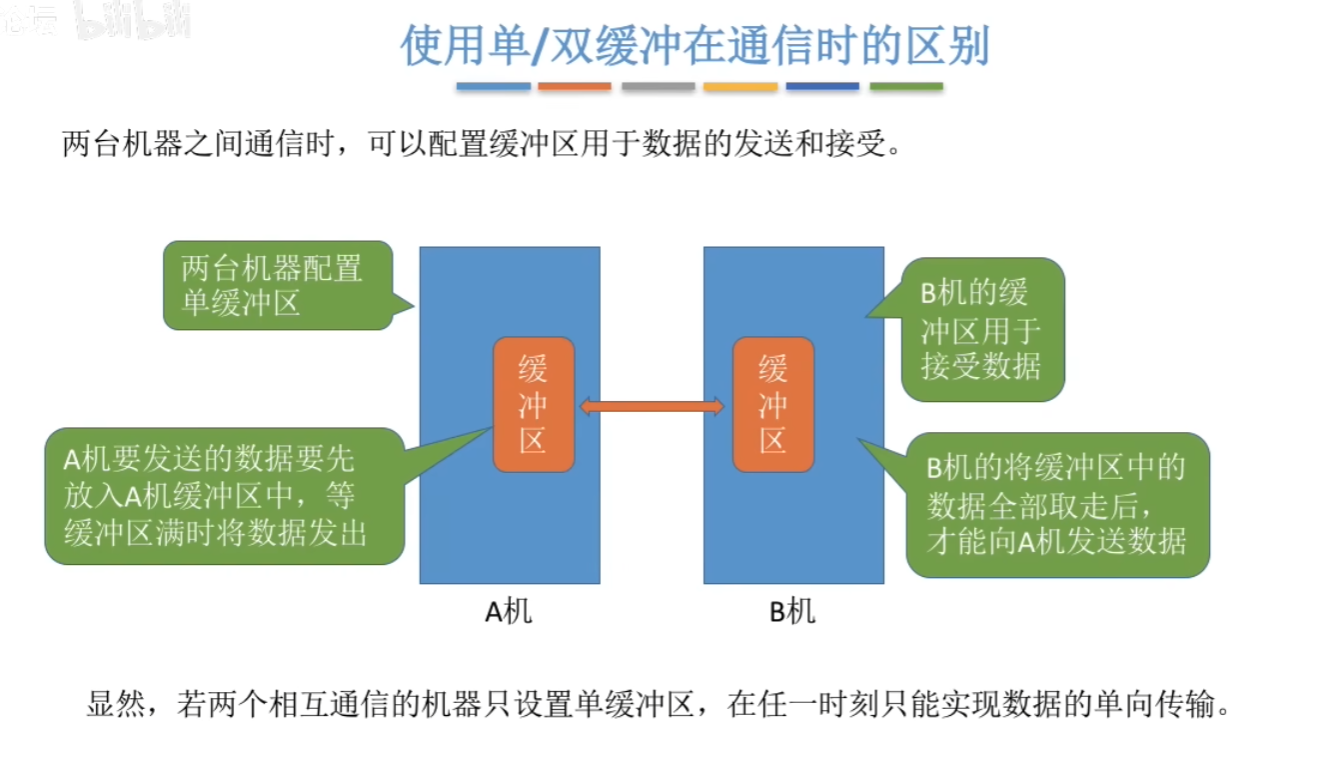 论坛 bilibili
使用单/双缓冲在通信时的区别
两台机器之间通信时，可以配置缓冲区用于数据的发送和接受。
两台机器配置
单缓冲区
B机的缓
冲区用于
接受数据
缓
冲
区
缓
冲
区
A机要发送的数据要先
放入A机缓冲区中，等
缓冲区满时将数据发出
B机的将缓冲区中的
数据全部取走后，
才能向A机发送数据
A机
B机
显然，若两个相互通信的机器只设置单缓冲区，在任一时刻只能实现数据的单向传输。